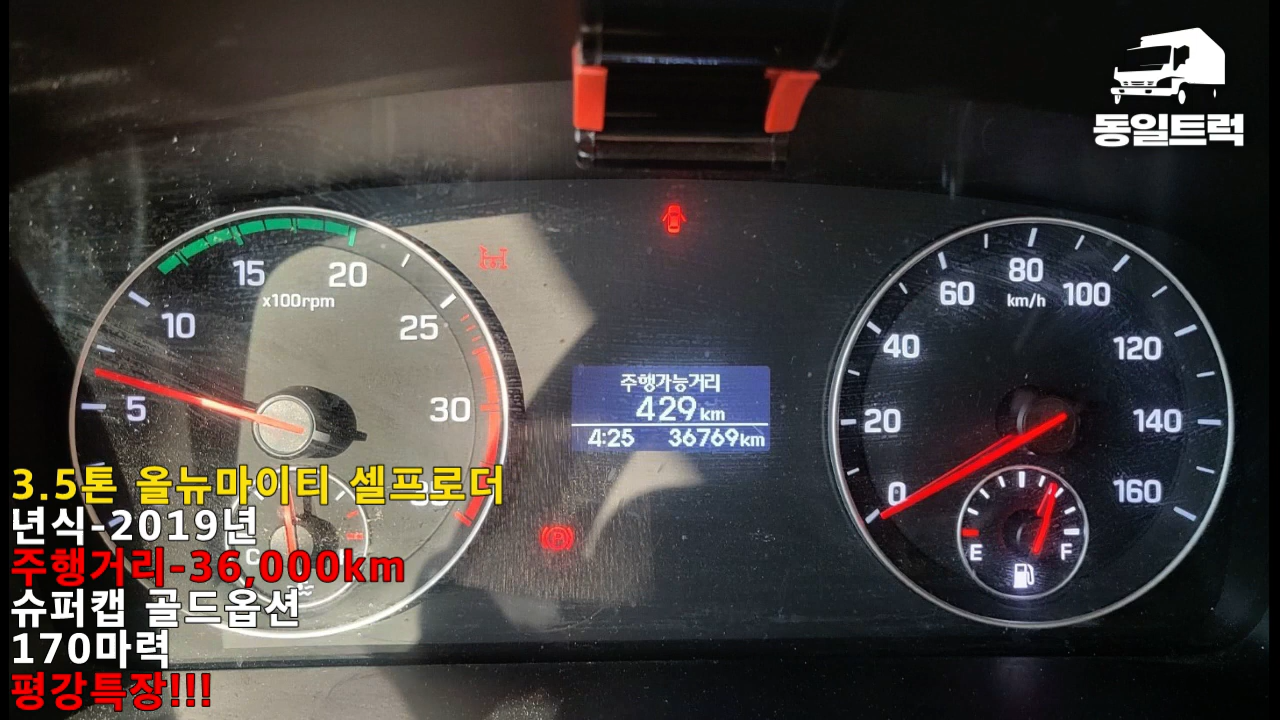 동일트럭
5
10
15
20
25
30
x100rpm
C
주행가능거리
429 km
4:25 36769km
0
20
40
60
80
100
120
140
160
km/h
E F
P
3.5톤 올뉴마이티 셀프로더
년식-2019년
주행거리-36,000km
슈퍼캡 골드옵션
170마력
평강특장!!!